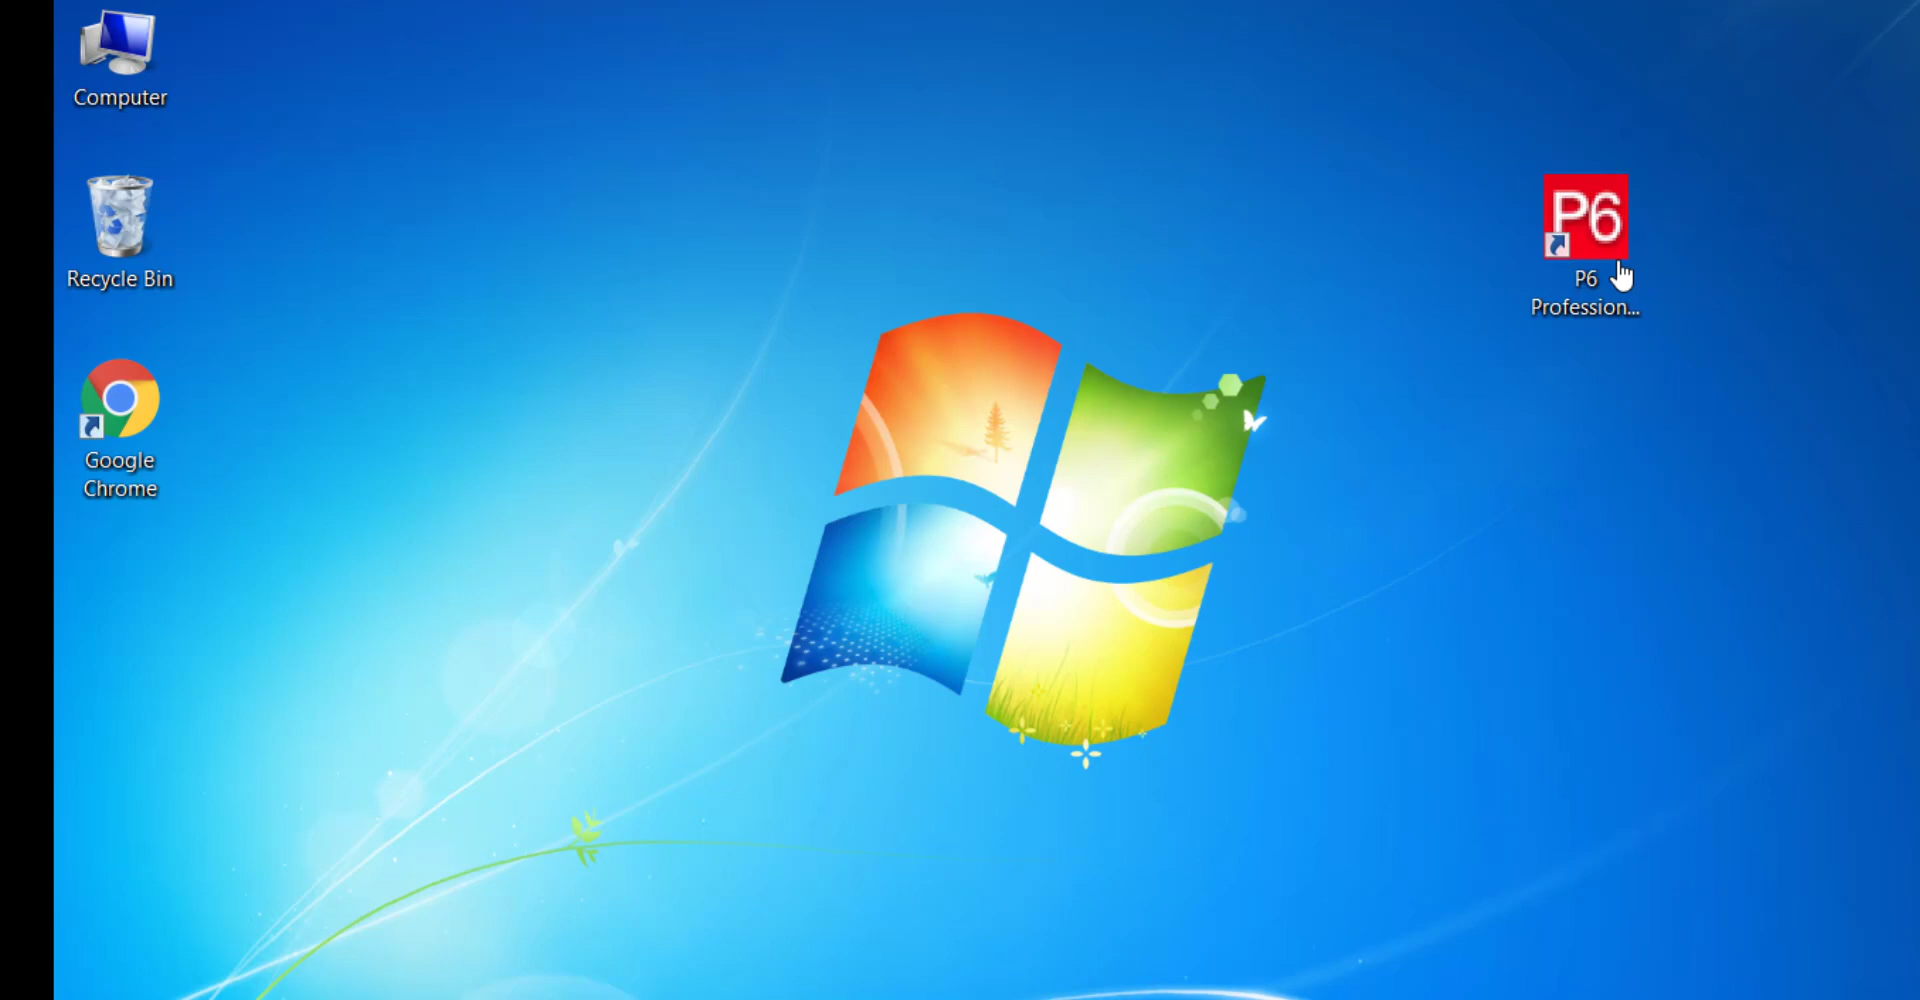 Computer
Recycle Bin
Google
Chrome
P6
P6
Profession...